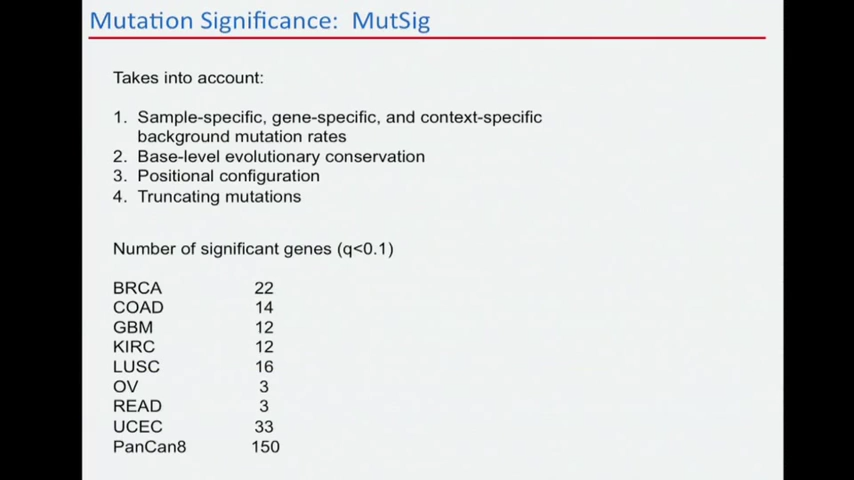 Mutation Significance: MutSig
Takes into account:
1. Sample-specific, gene-specific, and context-specific
background mutation rates
2. Base-level evolutionary conservation
3. Positional configuration
4. Truncating mutations
Number of significant genes (q<0.1)
BRCA 22
COAD 14
GBM 12
KIRC 12
LUSC 16
OV 3
READ 3
UCEC 33
PanCan8 150